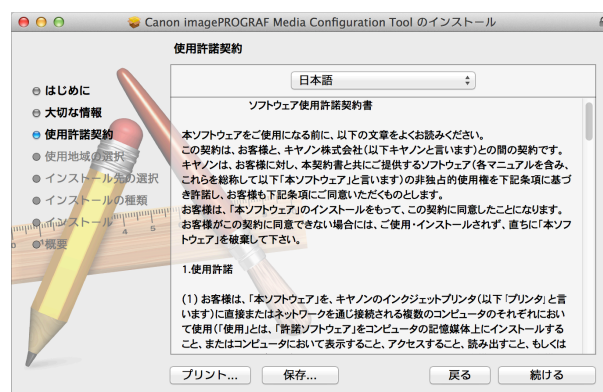 Canon imagePROGRAF Media Configuration Tool のインストール
使用許諾契約
はじめに
大切な情報
使用許諾契約
使用地域の選択
インストール先の選択
インストールの種類
インストール
概要
日本語
ソフトウェア使用許諾契約書
本ソフトウェアをご使用になる前に、以下の文章をよくお読みください。
この契約は、お客様と、キヤノン株式会社(以下キヤノンと言います)との間の契約です。
キヤノンは、お客様に対し、本契約書と共にご提供するソフトウェア(各マニュアルを含み、
これらを総称して以下「本ソフトウェア」と言います)の非独占的使用権を下記条項に基づ
き許諾し、お客様も下記条項にご同意いただくものとします。
お客様は、「本ソフトウェア」のインストールをもって、この契約に同意したことになります。
お客様がこの契約に同意できない場合には、ご使用・インストールされず、直ちに「本ソフ
トウェア」を破棄して下さい。
1.使用許諾
(1) お客様は、「本ソフトウェア」を、キヤノンのインクジェットプリンタ(以下「プリンタ」と言
います)に直接またはネットワークを通じ接続される複数のコンピュータのそれぞれにおい
て使用(「使用」とは、「許諾ソフトウェア」をコンピュータの記憶媒体上にインストールする
こと、またはコンピュータにおいて表示すること、アクセスすること、読み出すこと、もしくは
プリント...
保存...
戻る
続ける